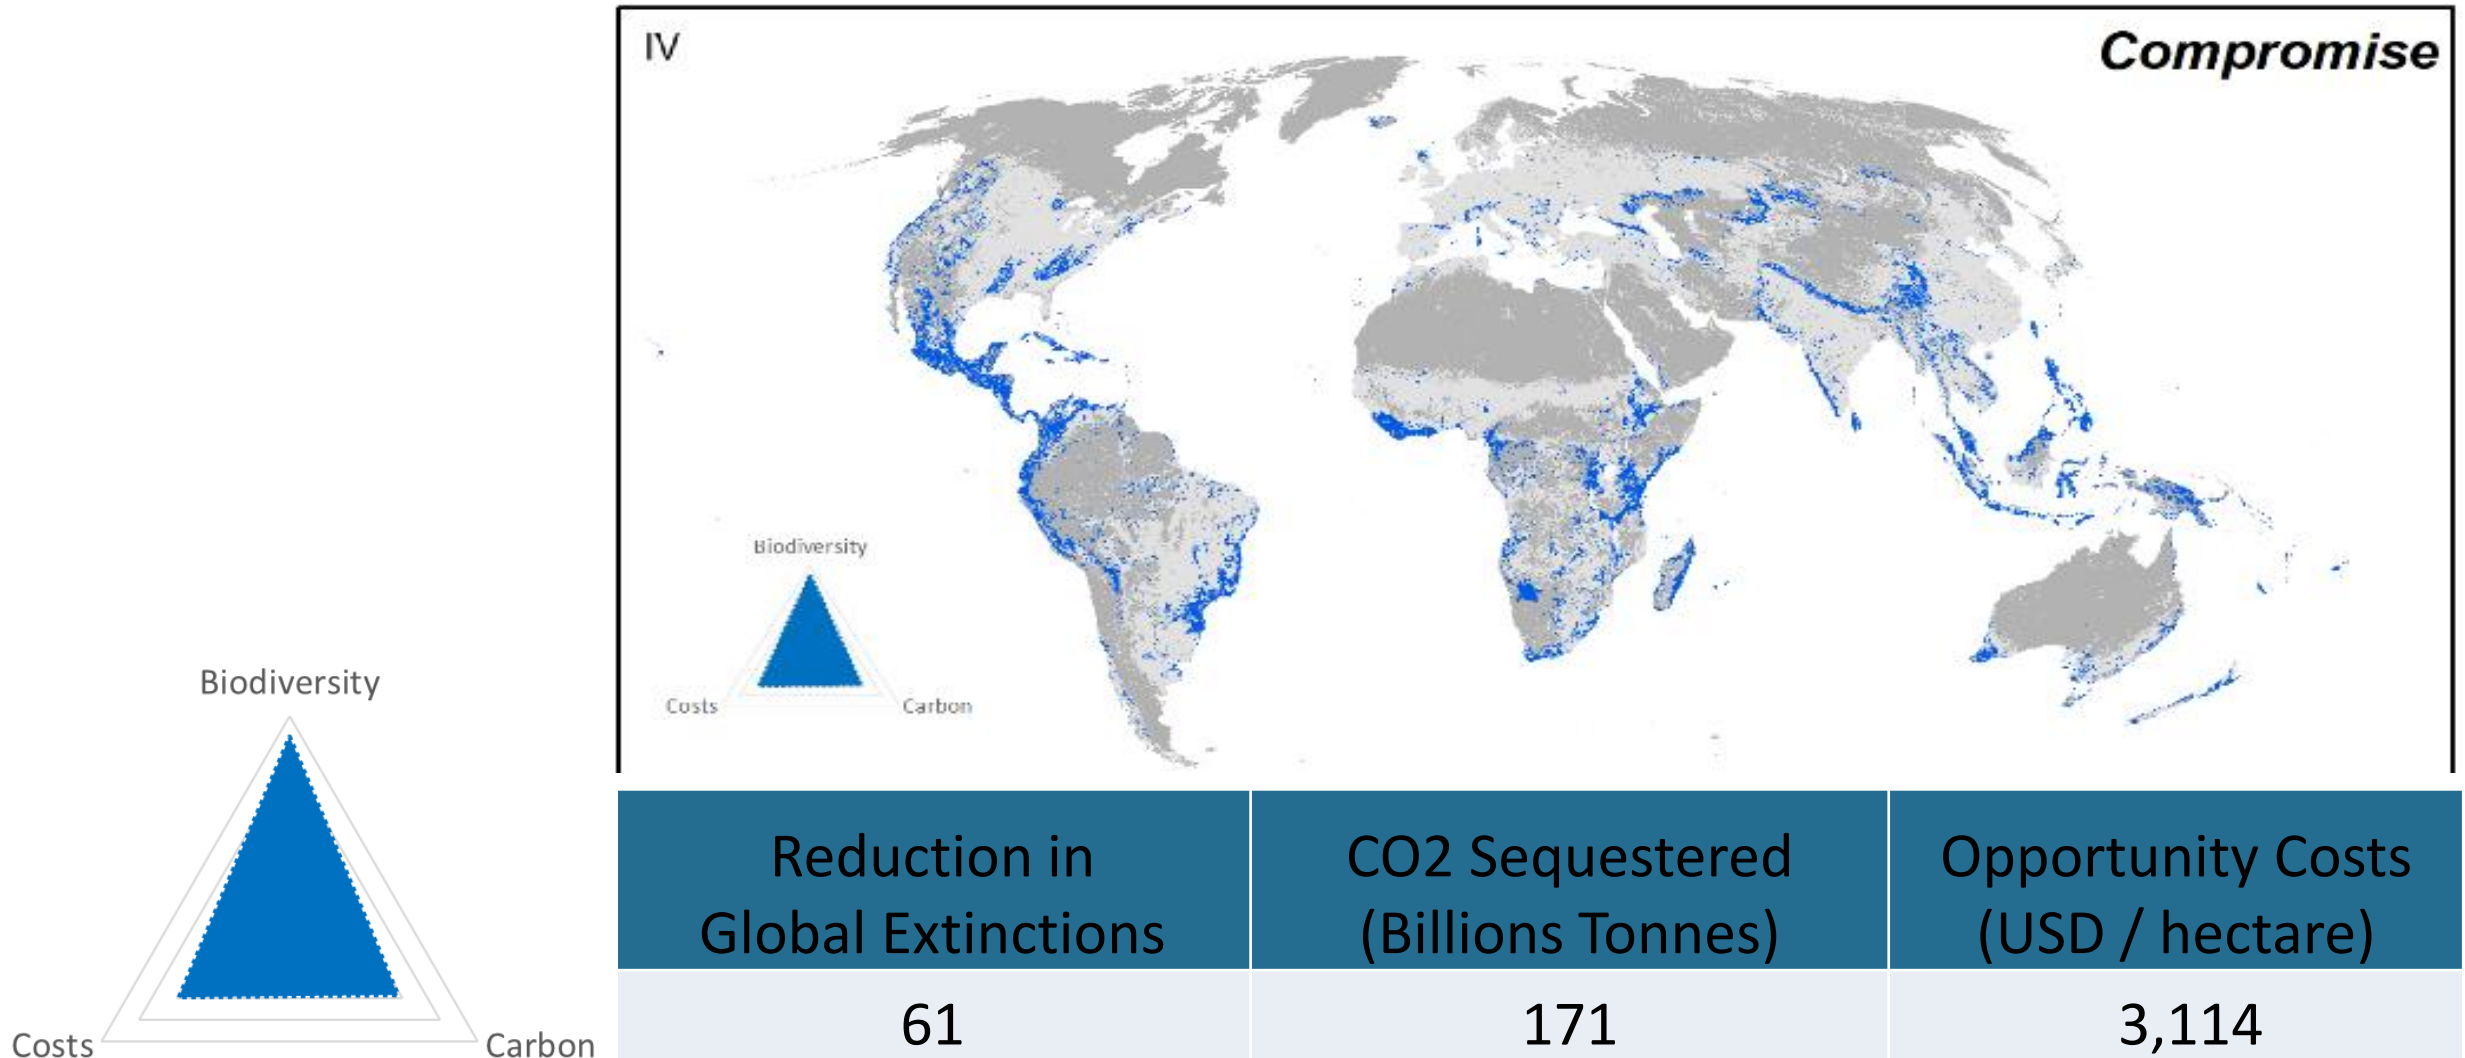 IV
Compromise
Biodiversity
Costs
Carbon
Biodiversity
Costs
Carbon
Reduction in
Global Extinctions
CO2 Sequestered
(Billions Tonnes)
Opportunity Costs
(USD / hectare)
61
171
3,114